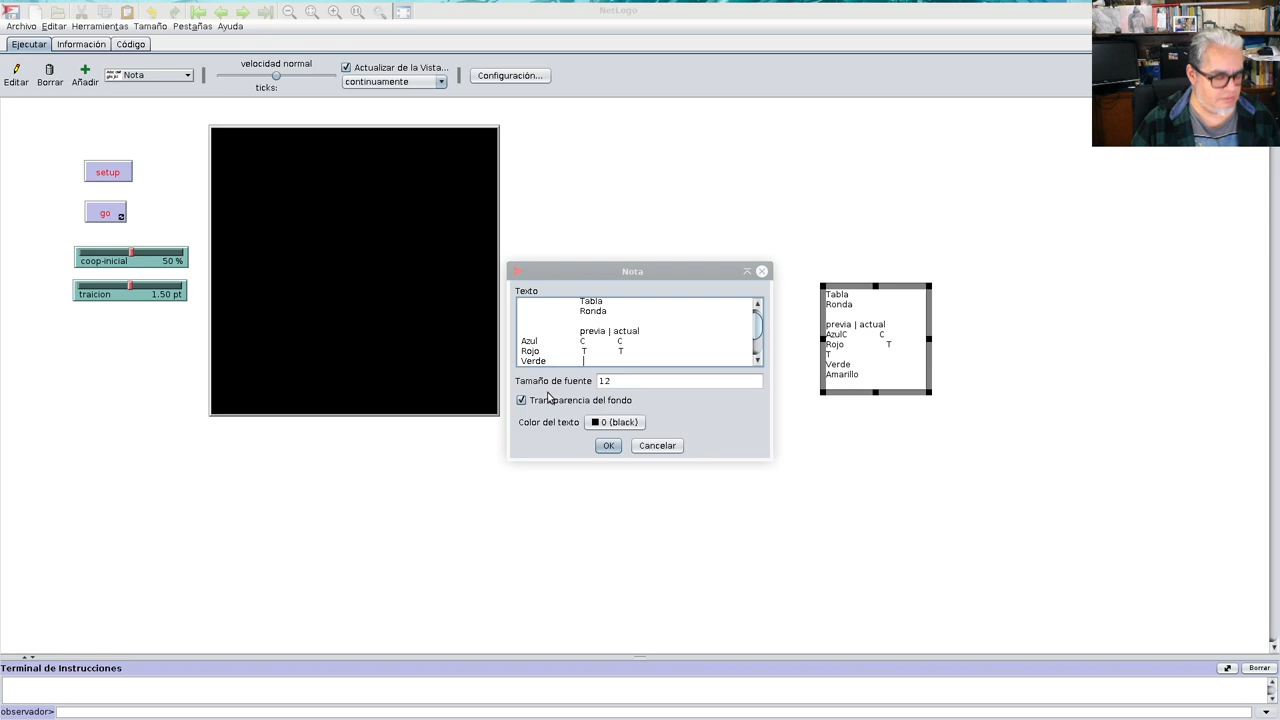 NetLogo
Archivo Editar Herramientas Tamaño Pestañas Ayuda
Ejecutar Información Código
Editar Borrar Añadir Nota velocidad normal ticks: Actualizar de la Vista... continuamente Configuración...
setup
go
coop-inicial 50 %
traicion 1.50 pt
Nota
Texto
Tabla
Ronda
previa | actual
Azul C C
Rojo T T
Verde
Tamaño de fuente 12
Transparencia del fondo
Color del texto 0 (black)
OK Cancelar
Tabla
Ronda
previa | actual
AzulC C
Rojo T
T
Verde
Amarillo
Terminal de Instrucciones Borrar
observador>